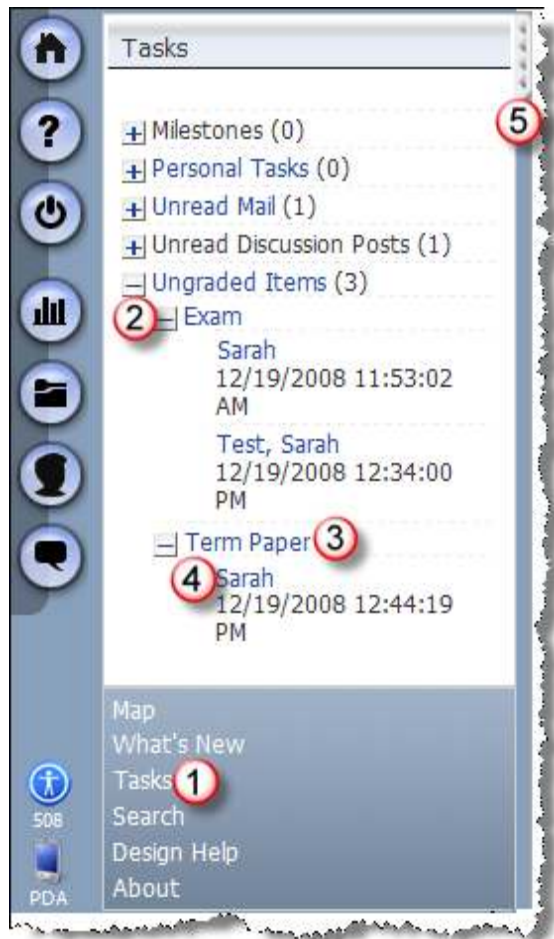 Tasks
?
5
+ Milestones (0)
+ Personal Tasks (0)
+ Unread Mail (1)
+ Unread Discussion Posts (1)
- Ungraded Items (3)
2 - Exam
Sarah
12/19/2008 11:53:02
AM
Test, Sarah
12/19/2008 12:34:00
PM
- Term Paper 3
4 Sarah
12/19/2008 12:44:19
PM
Map
What's New
Tasks 1
Search
Design Help
About
508
PDA